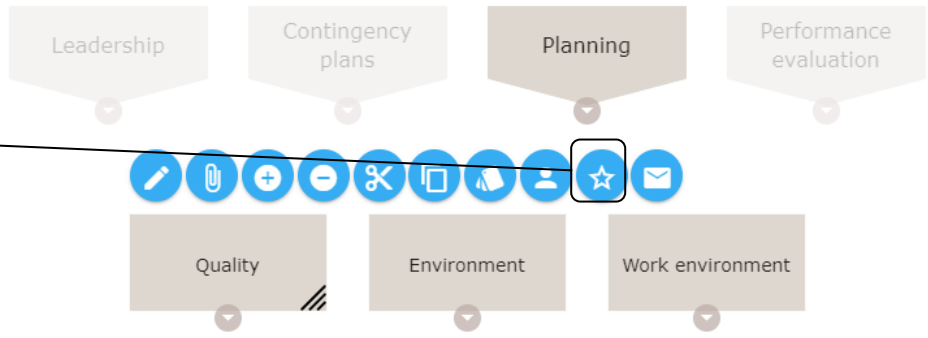 Leadership
Contingency
plans
Planning
Performance
evaluation
Quality
Environment
Work environment